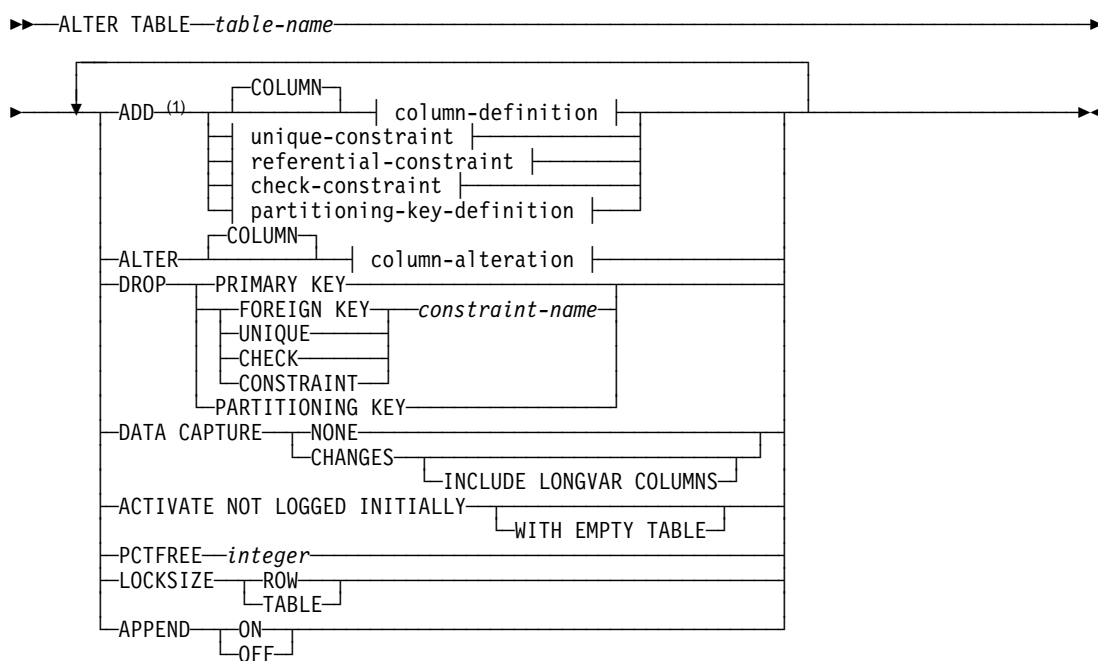 ALTER TABLE table-name
COLUMN
ADD (1) column-definition
unique-constraint
referential-constraint
check-constraint
partitioning-key-definition
COLUMN
ALTER column-alteration
DROP PRIMARY KEY
FOREIGN KEY constraint-name
UNIQUE
CHECK
CONSTRAINT
PARTITIONING KEY
DATA CAPTURE NONE
CHANGES
INCLUDE LONGVAR COLUMNS
ACTIVATE NOT LOGGED INITIALLY
WITH EMPTY TABLE
PCTFREE integer
LOCKSIZE ROW
TABLE
APPEND ON
OFF